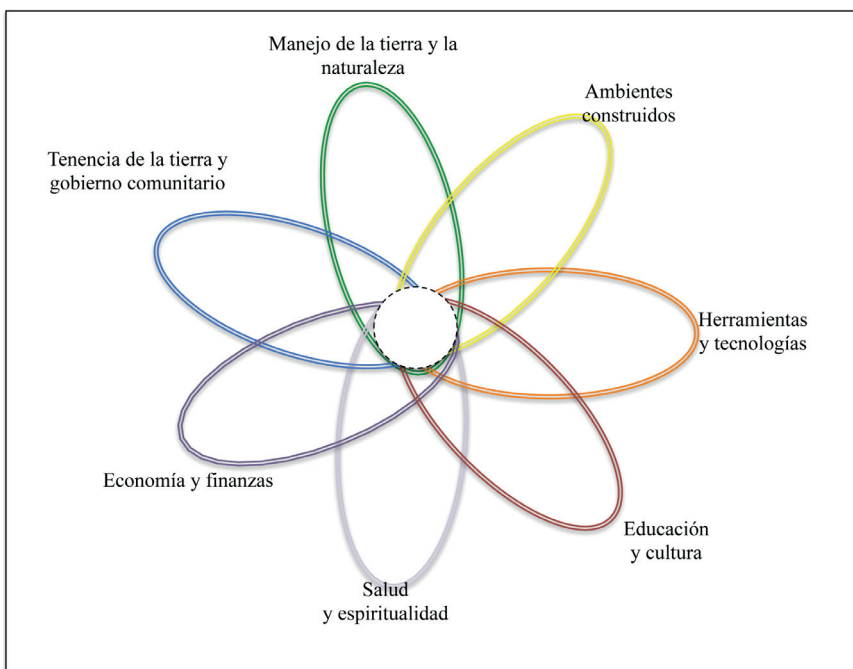 Manejo de la tierra y la
naturaleza
Ambientes
construidos
Tenencia de la tierra y
gobierno comunitario
Herramientas
y tecnologías
Economía y finanzas
Educación
y cultura
Salud
y espiritualidad